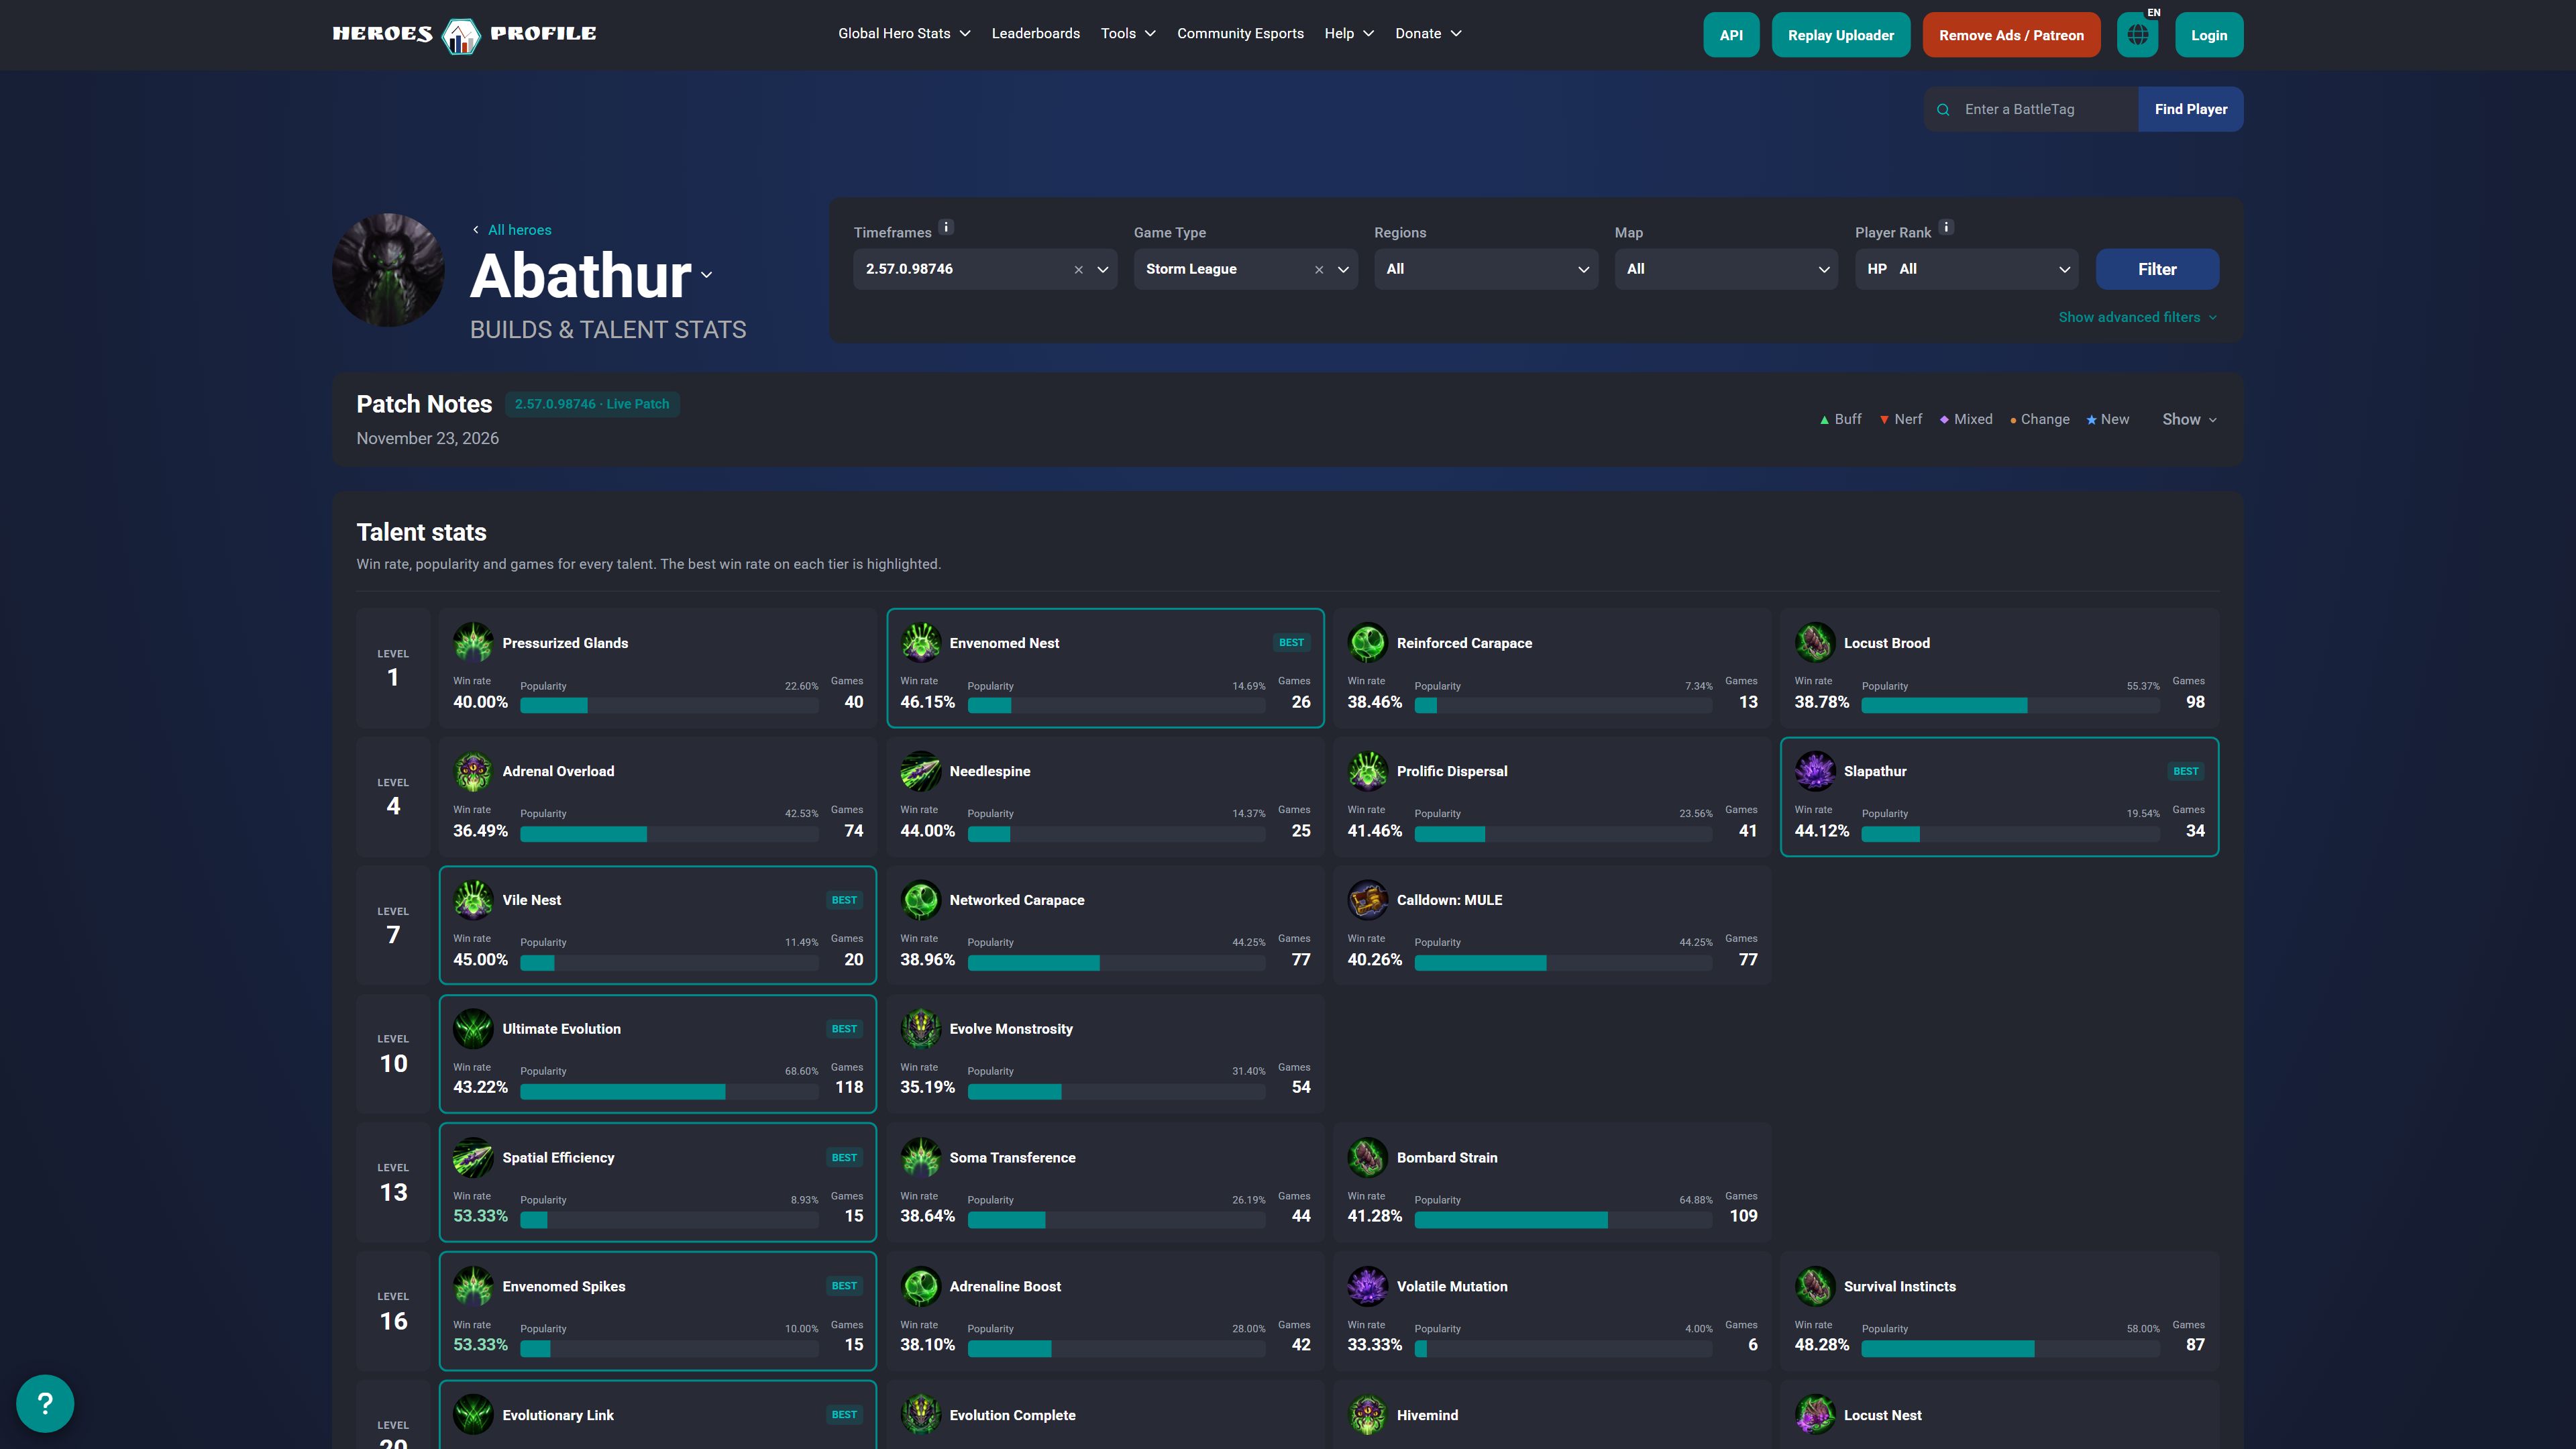 HEROES PROFILE
Global Hero Stats Leaderboards Tools Community Esports Help Donate
API Replay Uploader Remove Ads / Patreon EN Login
Enter a BattleTag Find Player
All heroes
Abathur
BUILDS & TALENT STATS
Timeframes i Game Type Regions Map Player Rank i
2.57.0.98746 Storm League All All HP All Filter
Show advanced filters
Patch Notes 2.57.0.98746 · Live Patch
November 23, 2026
Buff Nerf Mixed Change New Show
Talent stats
Win rate, popularity and games for every talent. The best win rate on each tier is highlighted.
LEVEL 1
Pressurized Glands
Win rate Popularity 22.60% Games
40.00% 40
Envenomed Nest BEST
Win rate Popularity 14.69% Games
46.15% 26
Reinforced Carapace
Win rate Popularity 7.34% Games
38.46% 13
Locust Brood
Win rate Popularity 55.37% Games
38.78% 98
LEVEL 4
Adrenal Overload
Win rate Popularity 42.53% Games
36.49% 74
Needlespine
Win rate Popularity 14.37% Games
44.00% 25
Prolific Dispersal
Win rate Popularity 23.56% Games
41.46% 41
Slapathur BEST
Win rate Popularity 19.54% Games
44.12% 34
LEVEL 7
Vile Nest BEST
Win rate Popularity 11.49% Games
45.00% 20
Networked Carapace
Win rate Popularity 44.25% Games
38.96% 77
Calldown: MULE
Win rate Popularity 44.25% Games
40.26% 77
LEVEL 10
Ultimate Evolution BEST
Win rate Popularity 68.60% Games
43.22% 118
Evolve Monstrosity
Win rate Popularity 31.40% Games
35.19% 54
LEVEL 13
Spatial Efficiency BEST
Win rate Popularity 8.93% Games
53.33% 15
Soma Transference
Win rate Popularity 26.19% Games
38.64% 44
Bombard Strain
Win rate Popularity 64.88% Games
41.28% 109
LEVEL 16
Envenomed Spikes BEST
Win rate Popularity 10.00% Games
53.33% 15
Adrenaline Boost
Win rate Popularity 28.00% Games
38.10% 42
Volatile Mutation
Win rate Popularity 4.00% Games
33.33% 6
Survival Instincts
Win rate Popularity 58.00% Games
48.28% 87
LEVEL 20
Evolutionary Link BEST
Evolution Complete
Hivemind
Locust Nest
?